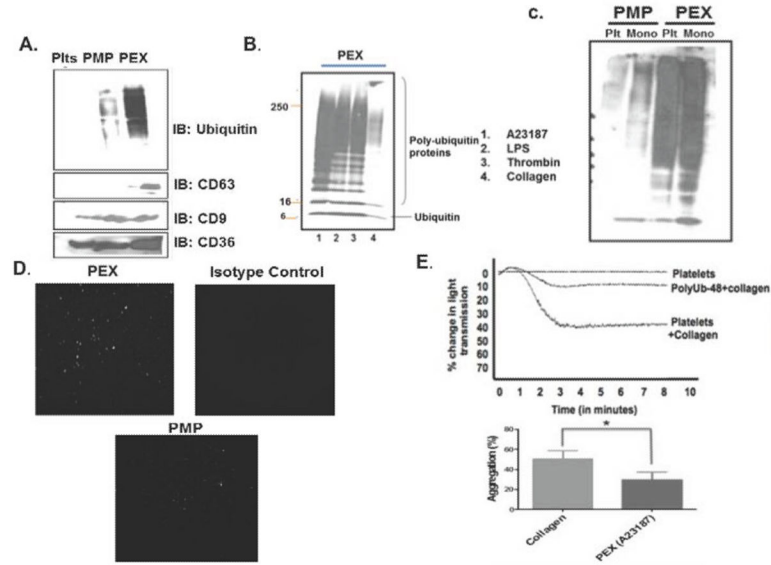 A.
Plts PMP PEX
IB: Ubiquitin
IB: CD63
IB: CD9
IB: CD36
B.
PEX
250
16
6
1 2 3 4
Poly-ubiquitin
proteins
Ubiquitin
1. A23187
2. LPS
3. Thrombin
4. Collagen
c.
PMP PEX
Plt Mono Plt Mono
D.
PEX
Isotype Control
PMP
E.
% change in light
transmission
0
10
20
30
40
50
60
70
Platelets
PolyUb-48+collagen
Platelets
+Collagen
0 1 2 3 4 5 6 7 8 10
Time (in minutes)
Aggregation (%)
80
60
40
20
0
*
Collagen
PEX (A23187)